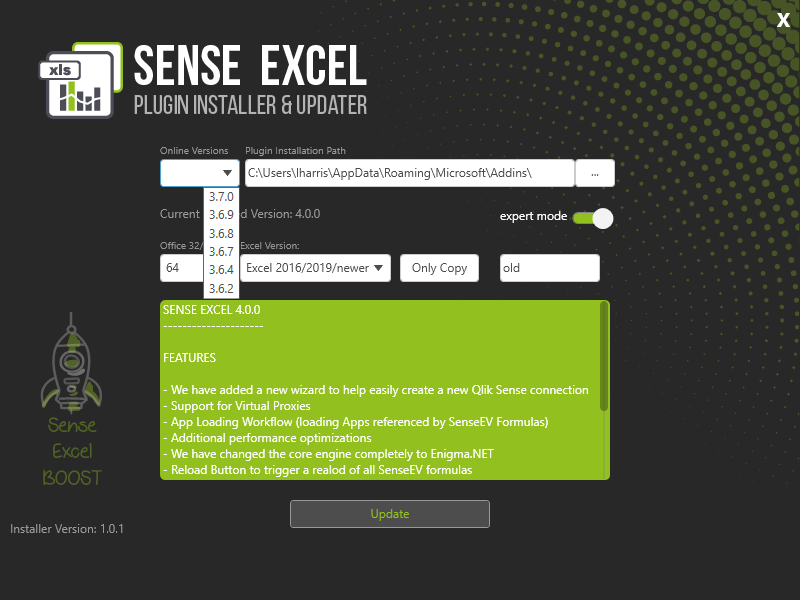 X
xls
SENSE EXCEL
PLUGIN INSTALLER & UPDATER
Online Versions Plugin Installation Path
C:\Users\lharris\AppData\Roaming\Microsoft\Addins\ ...
3.7.0
3.6.9
3.6.8
3.6.7
3.6.4
3.6.2
Current d Version: 4.0.0 expert mode
Office 32/ Excel Version:
64 Excel 2016/2019/newer Only Copy old
SENSE EXCEL 4.0.0
----------------------
FEATURES
- We have added a new wizard to help easily create a new Qlik Sense connection
- Support for Virtual Proxies
- App Loading Workflow (loading Apps referenced by SenseEV Formulas)
- Additional performance optimizations
- We have changed the core engine completely to Enigma.NET
- Reload Button to trigger a realod of all SenseEV formulas
Sense
Excel
BOOST
Update
Installer Version: 1.0.1